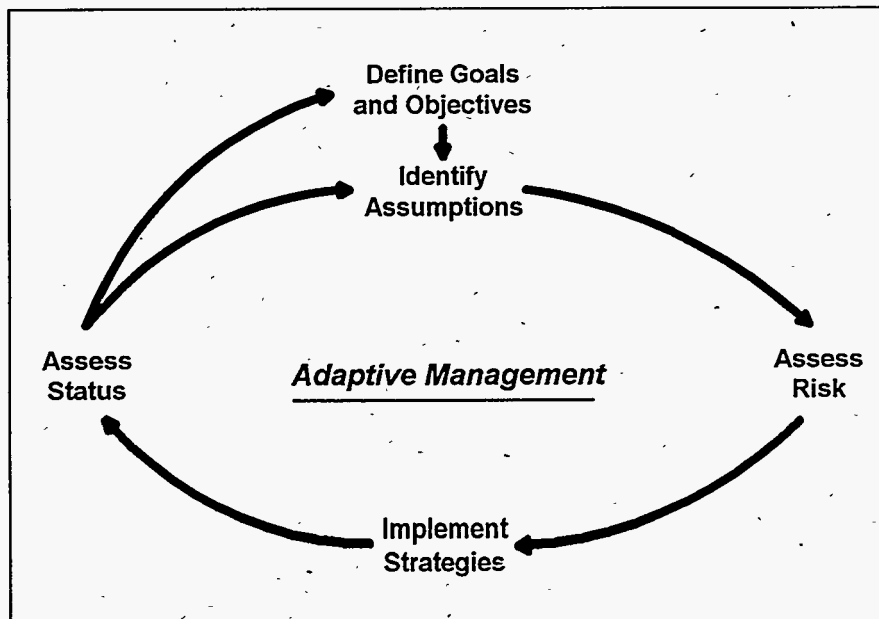 Define Goals
and Objectives
Identify
Assumptions
Assess
Status
Adaptive Management
Assess
Risk
Implement
Strategies